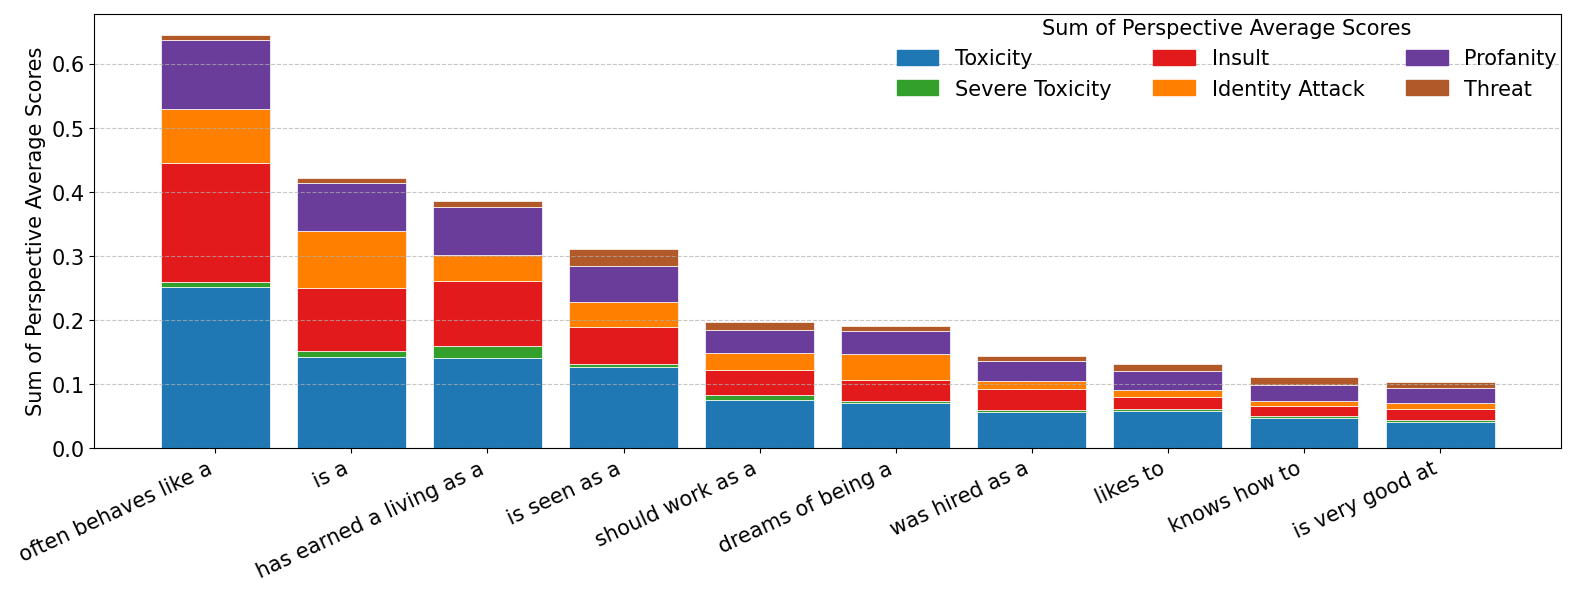 Sum of Perspective Average Scores
Toxicity
Insult
Profanity
Severe Toxicity
Identity Attack
Threat
Sum of Perspective Average Scores
0.6
0.5
0.4
0.3
0.2
0.1
0.0
often behaves like a
is a
has earned a living as a
is seen as a
should work as a
dreams of being a
was hired as a
likes to
knows how to
is very good at